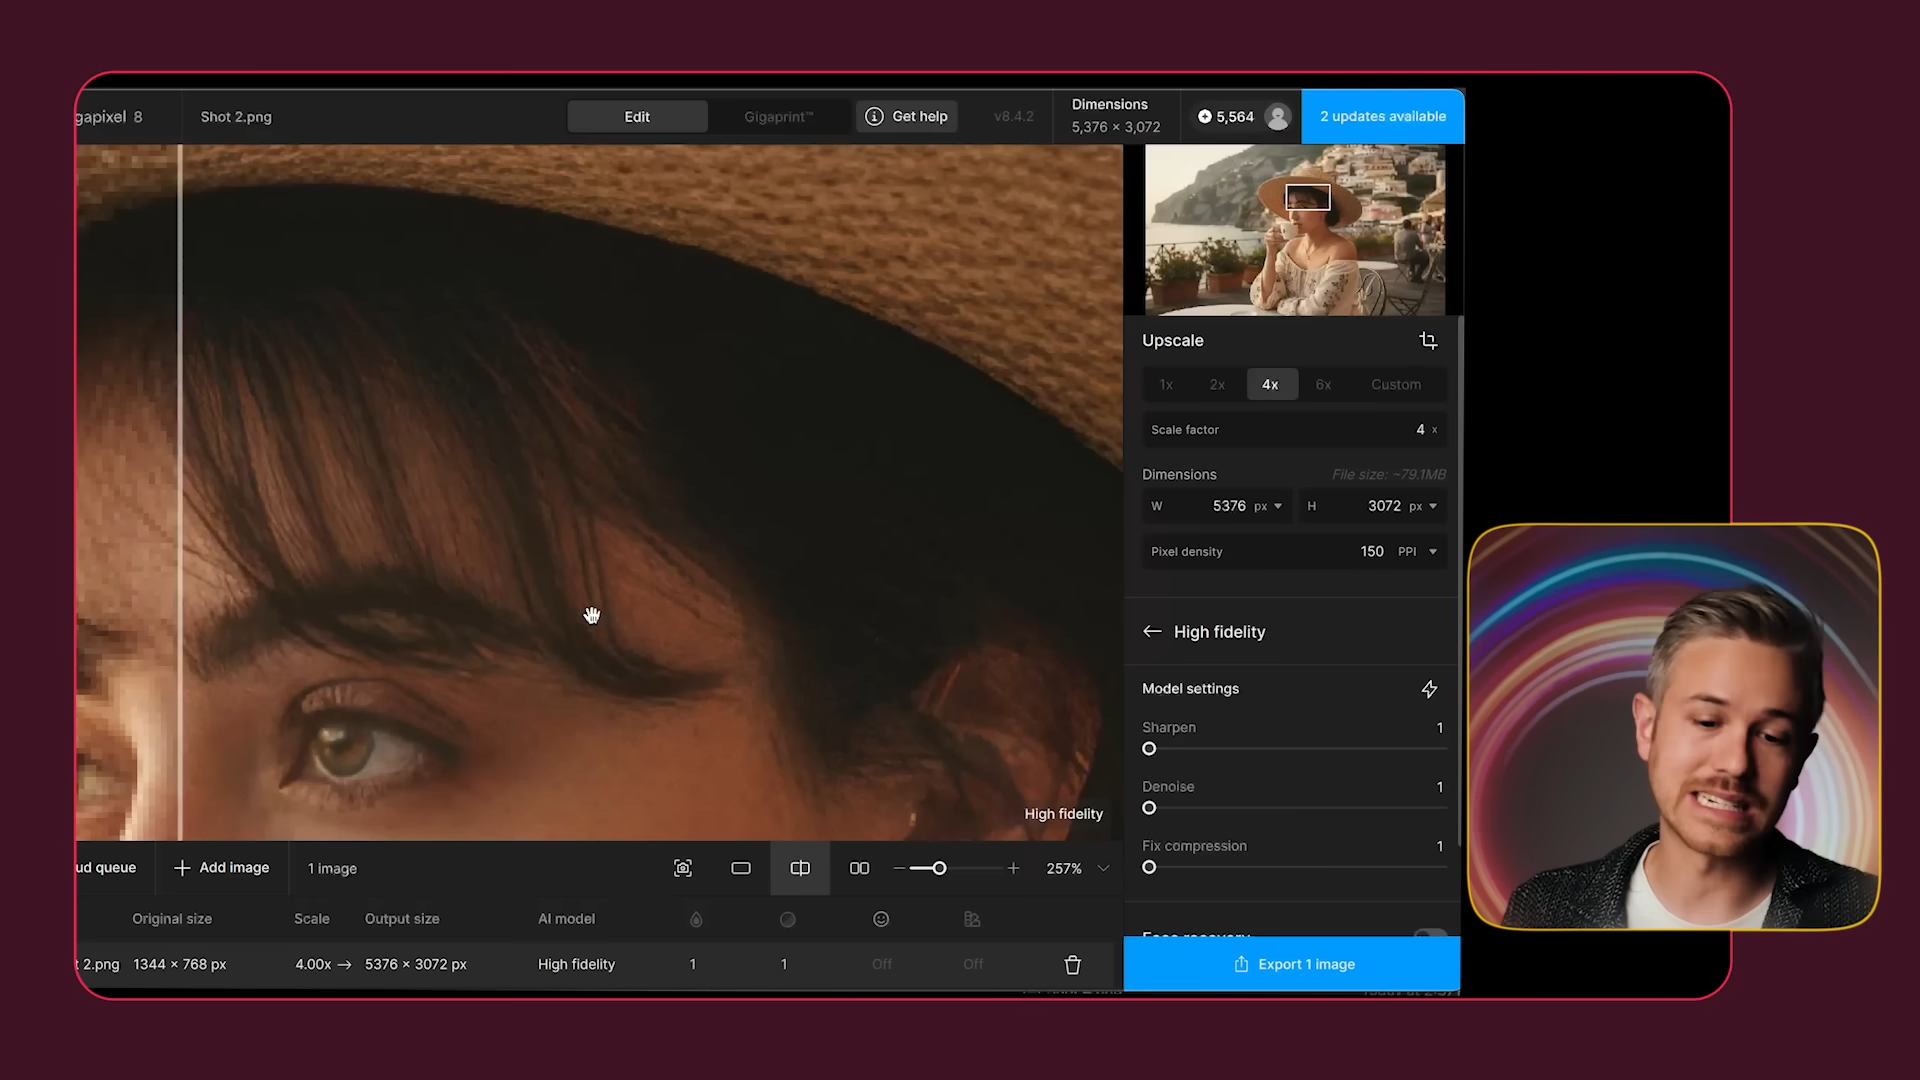 gapixel 8
Shot 2.png
Edit
Gigaprint™
Get help
v8.4.2
Dimensions
5,376 × 3,072
5,564
2 updates available
Upscale
1x 2x 4x 6x Custom
Scale factor 4 x
Dimensions File size: ~79.1MB
W 5376 px H 3072 px
Pixel density 150 PPI
High fidelity
Model settings
Sharpen 1
Denoise 1
Fix compression 1
Face recovery
Export 1 image
High fidelity
ud queue
Add image
1 image
257%
Original size Scale Output size AI model
t 2.png 1344 × 768 px 4.00x → 5376 × 3072 px High fidelity 1 1 Off Off